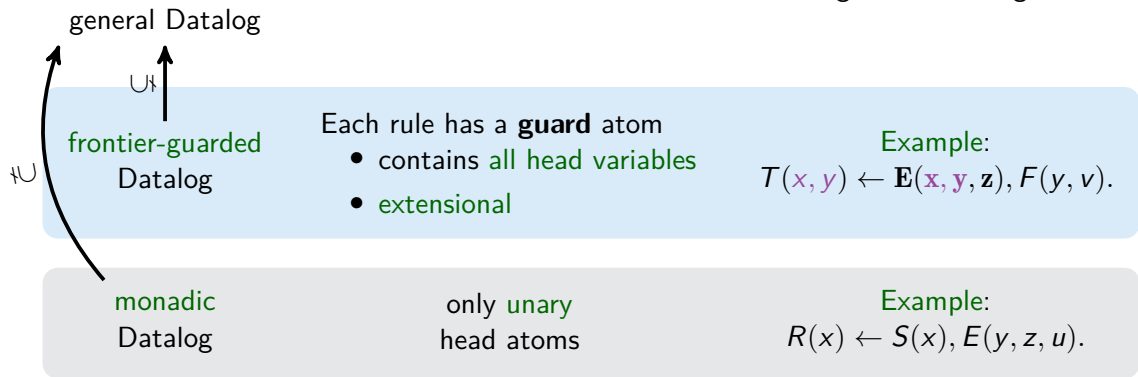 general Datalog
⊊
frontier-guarded
Datalog
Each rule has a guard atom
• contains all head variables
• extensional
Example:
T(x, y) ← E(x, y, z), F(y, v).
⊊
monadic
Datalog
only unary
head atoms
Example:
R(x) ← S(x), E(y, z, u).